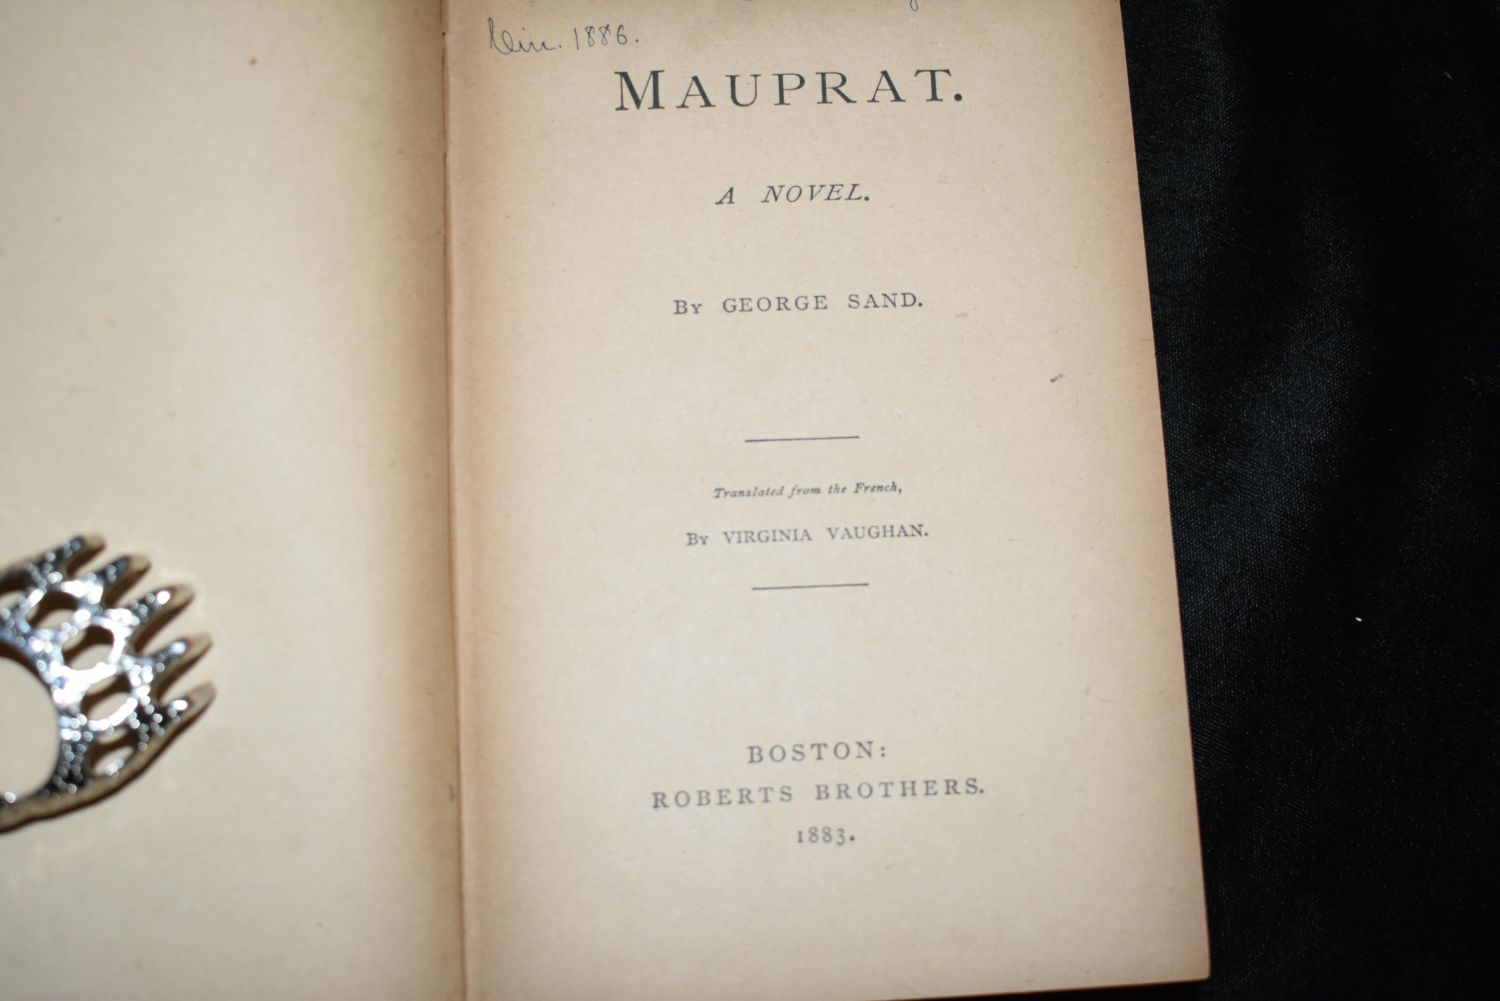 1886.
MAUPRAT.
A NOVEL.
BY GEORGE SAND.
Translated from the French,
BY VIRGINIA VAUGHAN.
BOSTON:
ROBERTS BROTHERS.
1883.